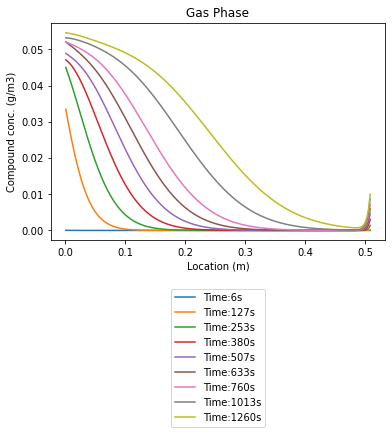 Gas Phase
Compound conc. (g/m3)
0.05
0.04
0.03
0.02
0.01
0.00
0.0 0.1 0.2 0.3 0.4 0.5
Location (m)
Time:6s
Time:127s
Time:253s
Time:380s
Time:507s
Time:633s
Time:760s
Time:1013s
Time:1260s